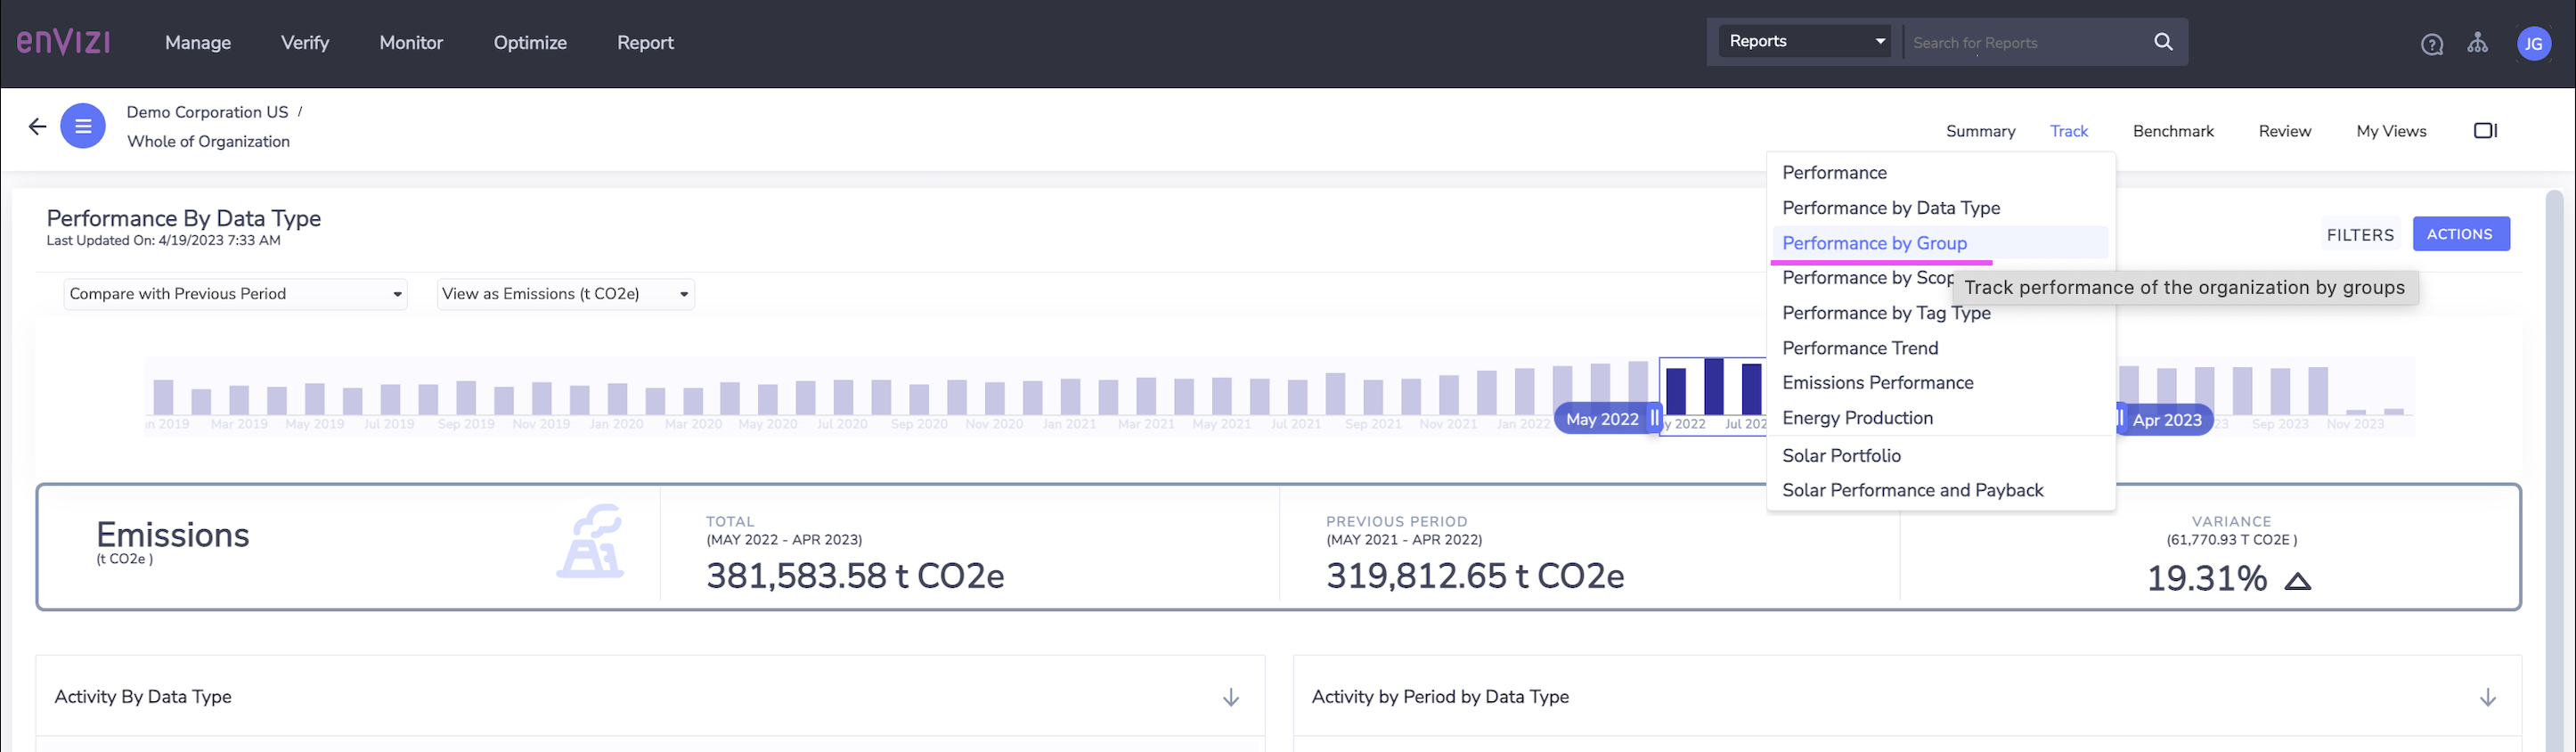 enVIZI
Manage
Verify
Monitor
Optimize
Report
Reports
Search for Reports
JG
Demo Corporation US /
Whole of Organization
Summary
Track
Benchmark
Review
My Views
Performance
Performance by Data Type
Performance by Group
Performance by Scop
Track performance of the organization by groups
Performance by Tag Type
Performance Trend
Emissions Performance
Energy Production
Solar Portfolio
Solar Performance and Payback
Performance By Data Type
Last Updated On: 4/19/2023 7:33 AM
FILTERS
ACTIONS
Compare with Previous Period
View as Emissions (t CO2e)
n 2019
Mar 2019
May 2019
Jul 2019
Sep 2019
Nov 2019
Jan 2020
Mar 2020
May 2020
Jul 2020
Sep 2020
Nov 2020
Jan 2021
Mar 2021
May 2021
Jul 2021
Sep 2021
Nov 2021
Jan 2022
May 2022
y 2022
Jul 202
Apr 2023
23
Sep 2023
Nov 2023
Emissions
(t CO2e )
TOTAL
(MAY 2022 - APR 2023)
381,583.58 t CO2e
PREVIOUS PERIOD
(MAY 2021 - APR 2022)
319,812.65 t CO2e
VARIANCE
(61,770.93 T CO2E )
19.31%
Activity By Data Type
Activity by Period by Data Type